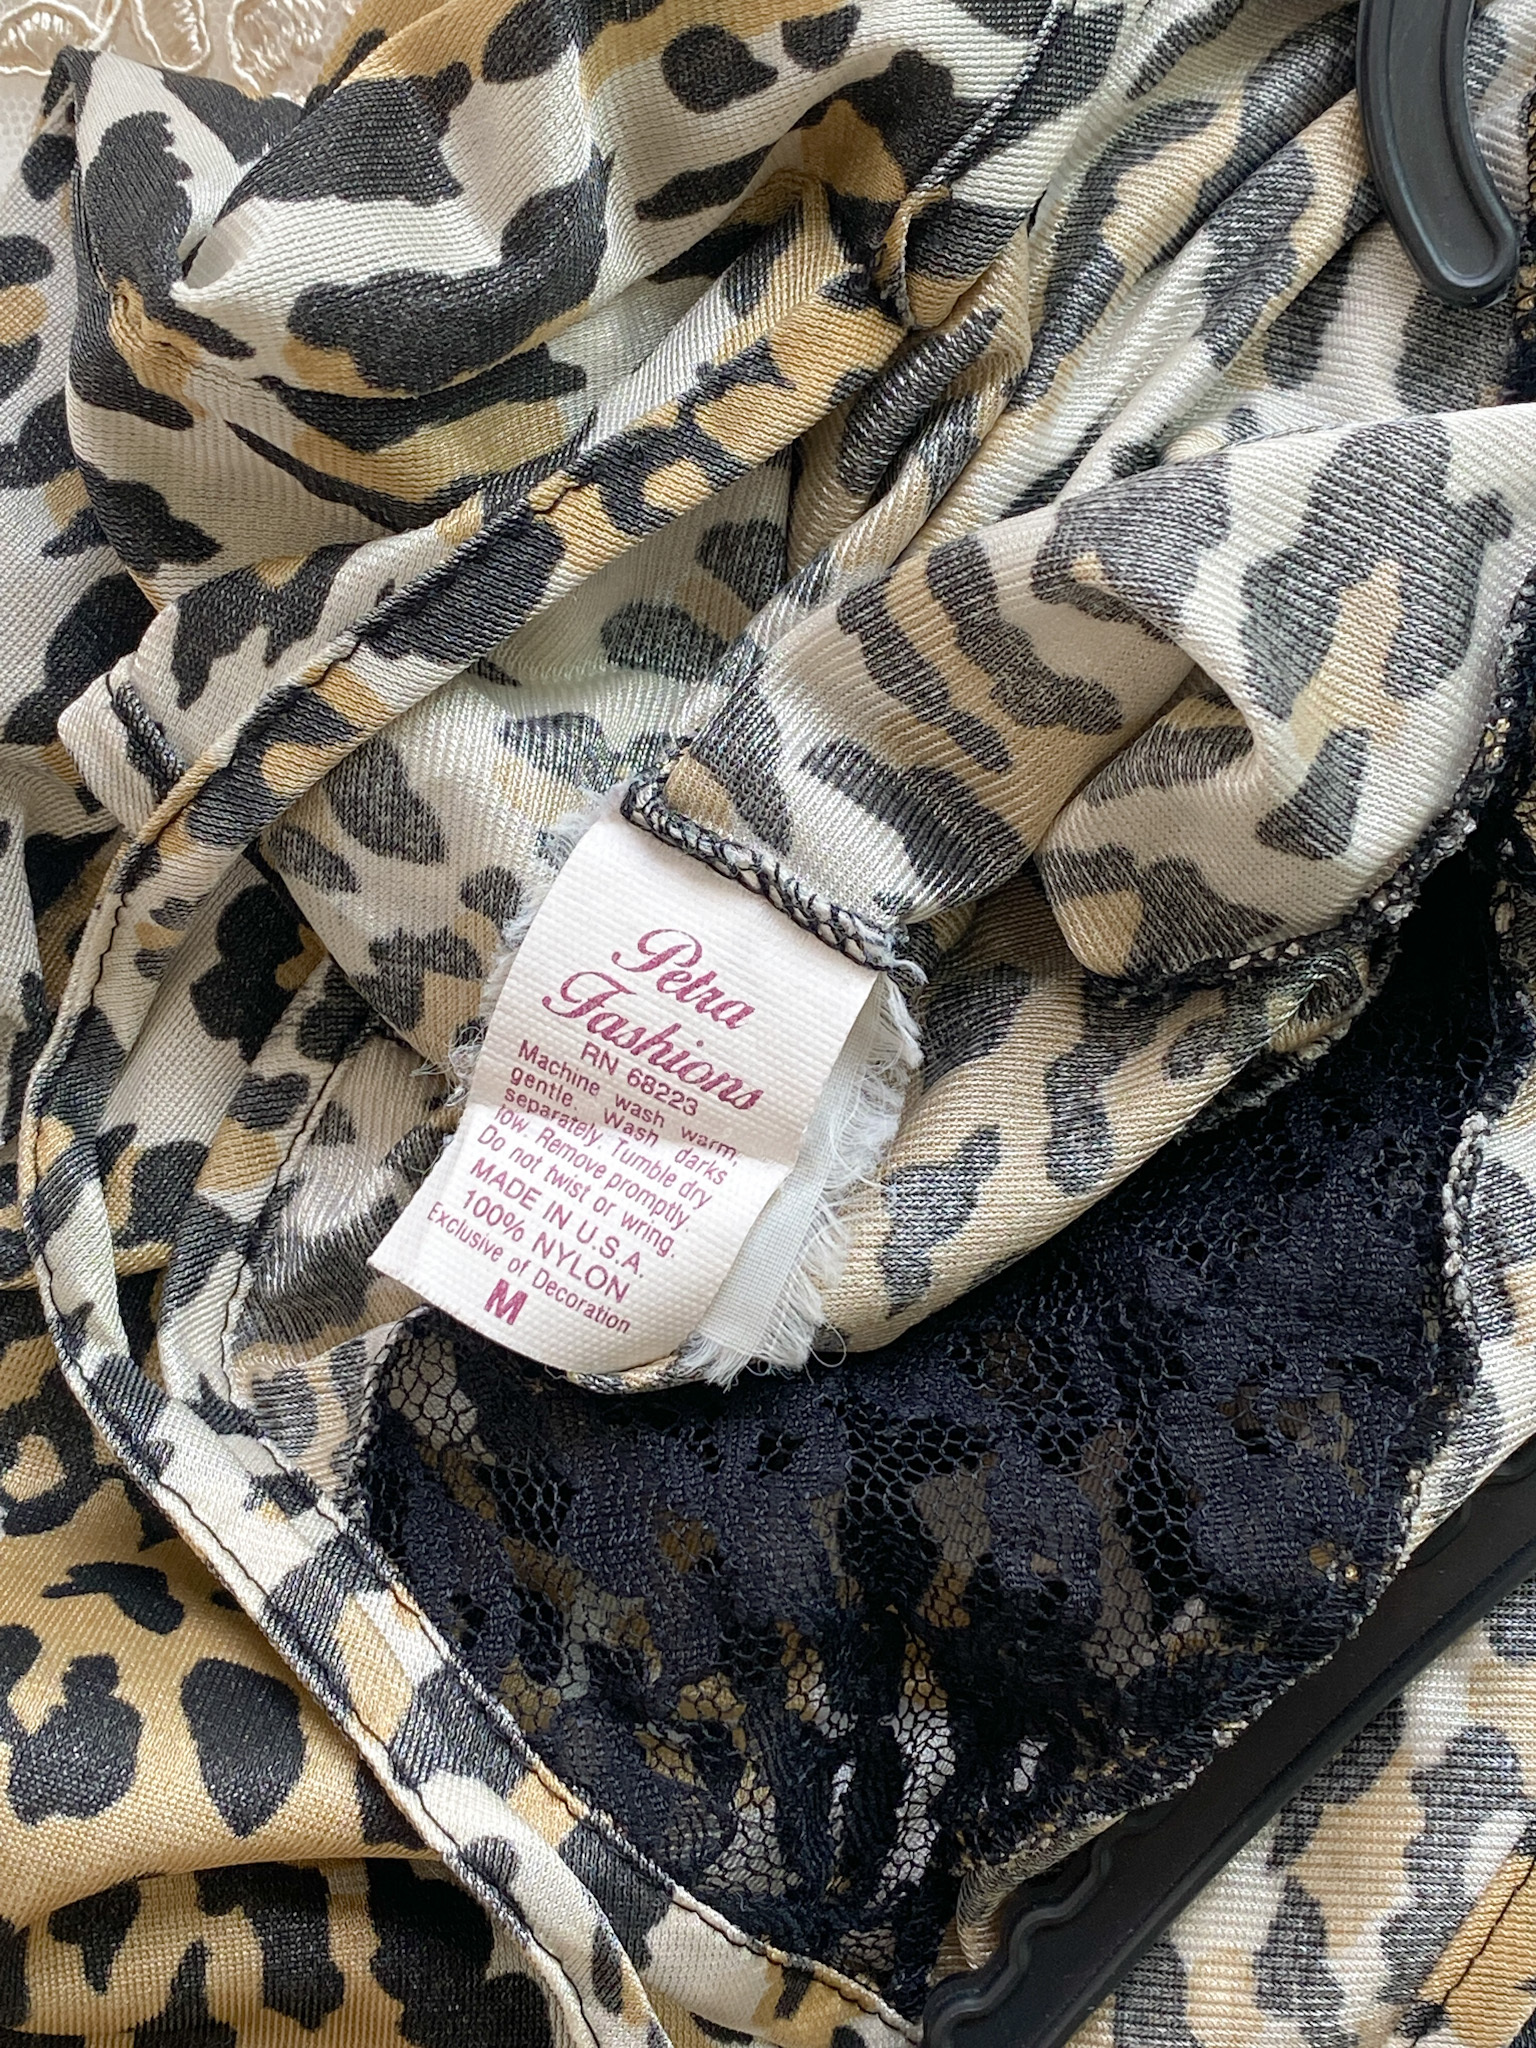 Petra
Fashions
RN 68223
Machine wash warm,
gentle. Wash darks
separately. Tumble dry
low. Remove promptly.
Do not twist or wring.
MADE IN U.S.A.
100% NYLON
Exclusive of Decoration
M